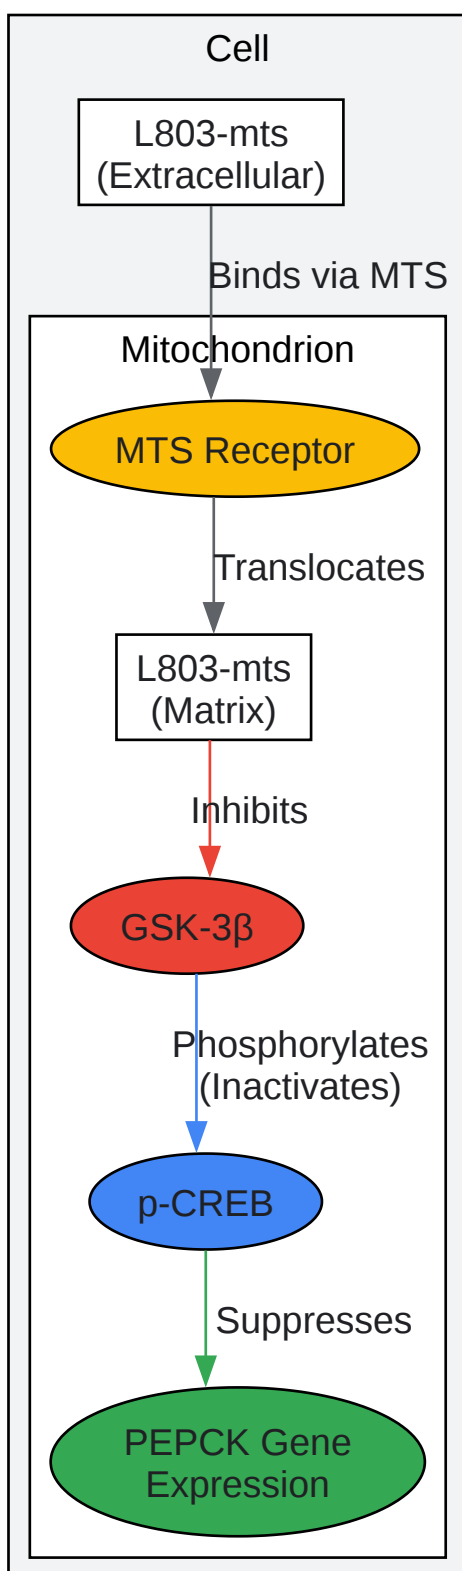 Cell
L803-mts
(Extracellular)
Binds via MTS
Mitochondrion
MTS Receptor
Translocates
L803-mts
(Matrix)
Inhibits
GSK-3β
Phosphorylates
(Inactivates)
p-CREB
Suppresses
PEPCK Gene
Expression